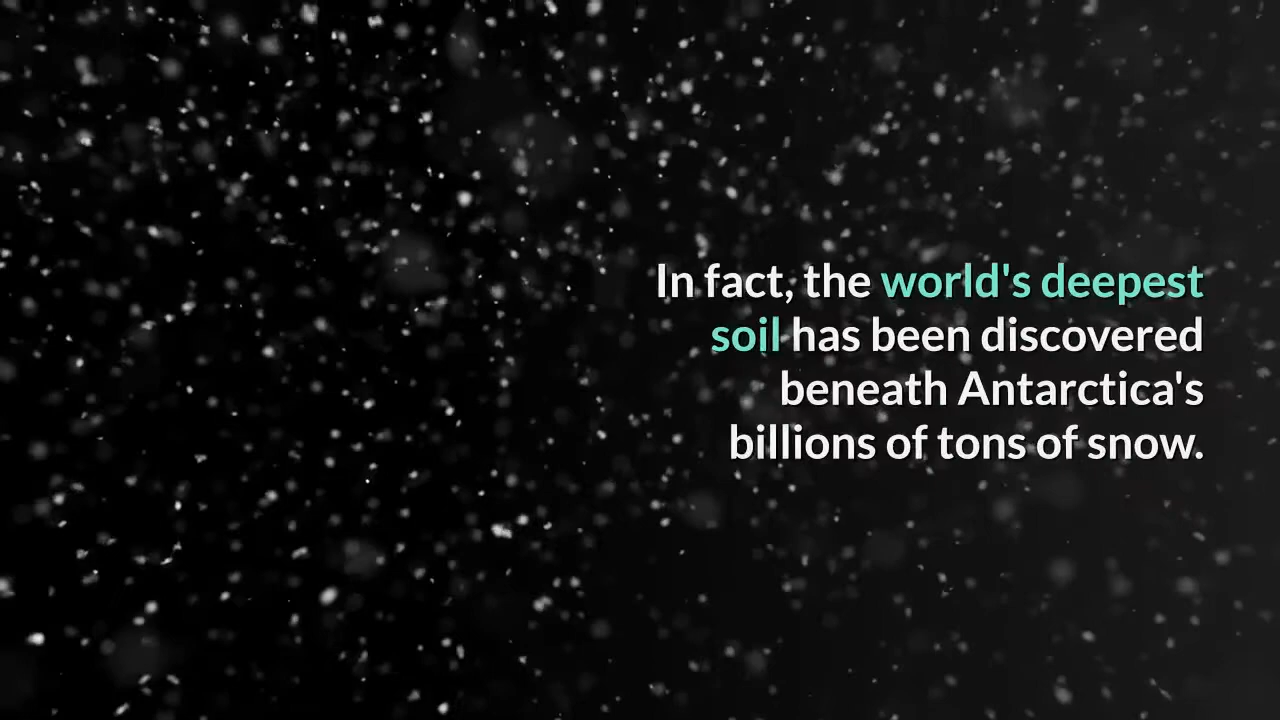 In fact, the world's deepest
soil has been discovered
beneath Antarctica's
billions of tons of snow.